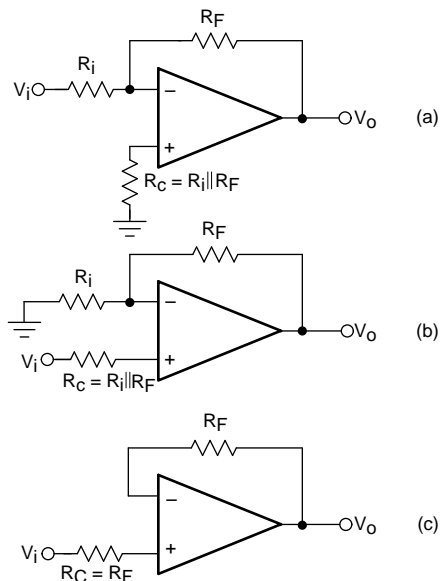 RF
Ri
Vi
−
+
Vo
(a)
Rc = Ri||RF
RF
Ri
−
+
Vo
(b)
Vi
Rc = Ri||RF
RF
−
+
Vo
(c)
Vi
RC = RF